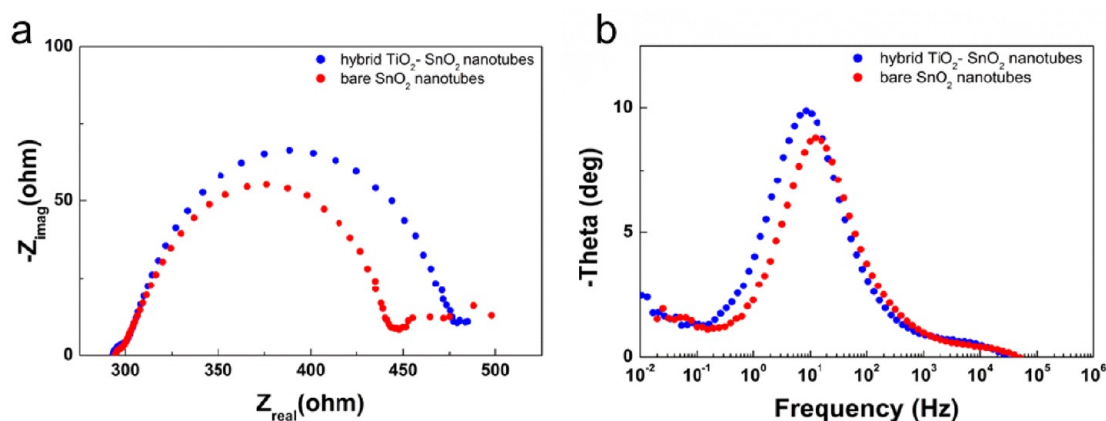 a
100
50
0
-Z_imag(ohm)
300 350 400 450 500
Z_real(ohm)
hybrid TiO₂- SnO₂ nanotubes
bare SnO₂ nanotubes
b
10
5
0
-Theta (deg)
10⁻² 10⁻¹ 10⁰ 10¹ 10² 10³ 10⁴ 10⁵ 10⁶
Frequency (Hz)
hybrid TiO₂- SnO₂ nanotubes
bare SnO₂ nanotubes